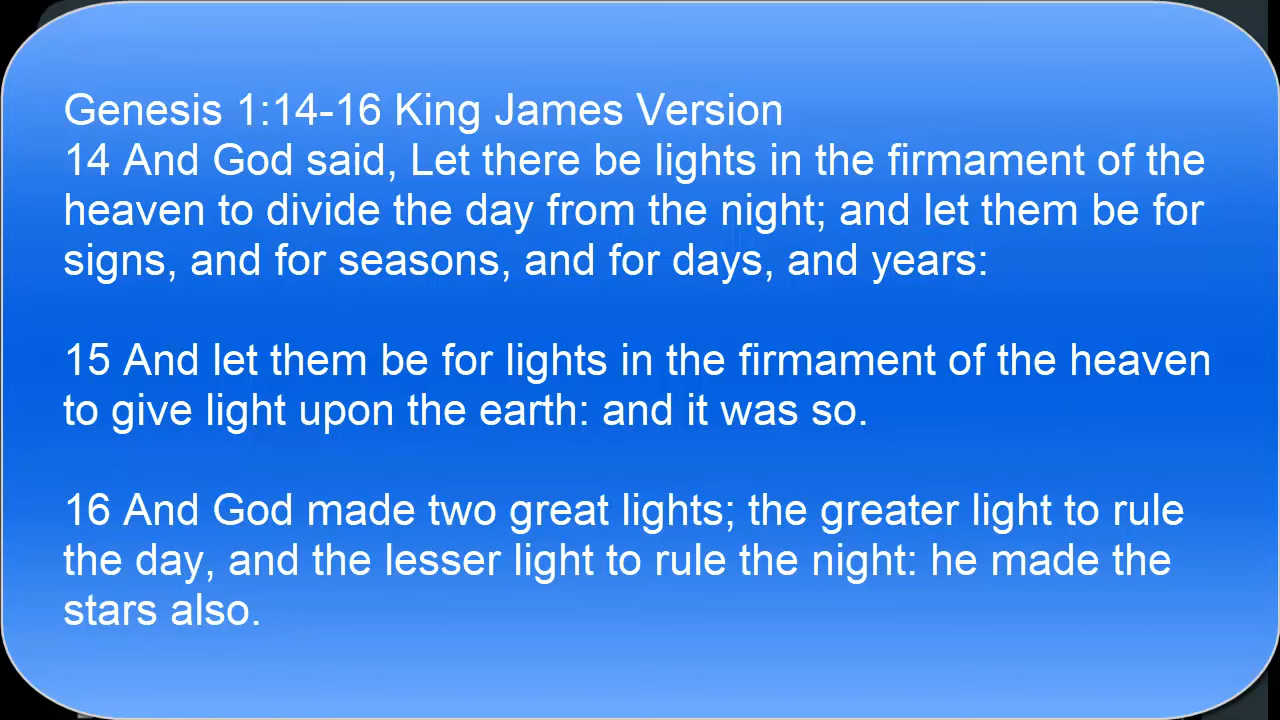 Genesis 1:14-16 King James Version
14 And God said, Let there be lights in the firmament of the
heaven to divide the day from the night; and let them be for
signs, and for seasons, and for days, and years:
15 And let them be for lights in the firmament of the heaven
to give light upon the earth: and it was so.
16 And God made two great lights; the greater light to rule
the day, and the lesser light to rule the night: he made the
stars also.